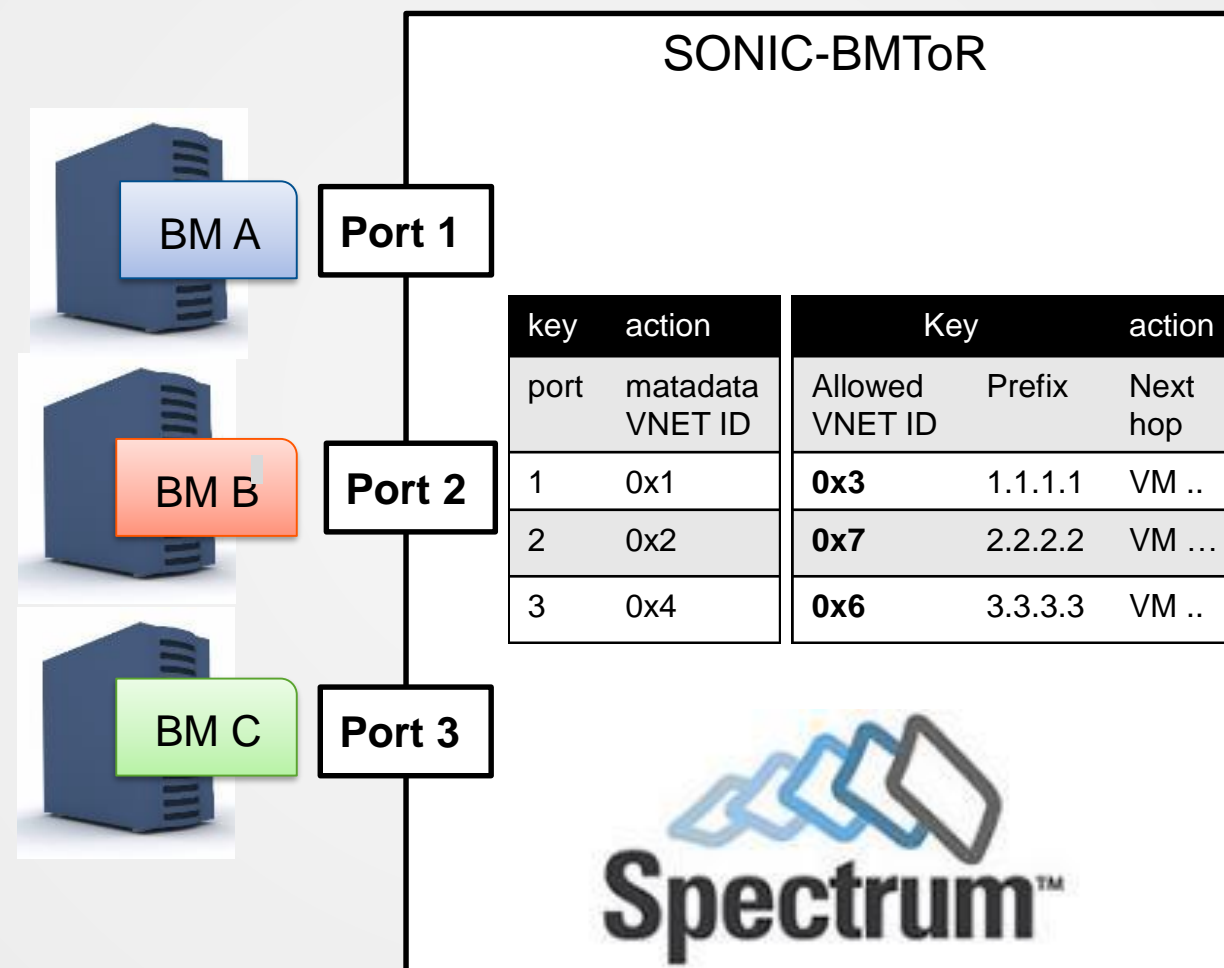 SONIC-BMToR
BM A
Port 1
BM B
Port 2
BM C
Port 3
key action
port matadata
VNET ID
1 0x1
2 0x2
3 0x4
Key action
Allowed Prefix Next
VNET ID hop
0x3 1.1.1.1 VM ..
0x7 2.2.2.2 VM …
0x6 3.3.3.3 VM ..
Spectrum™